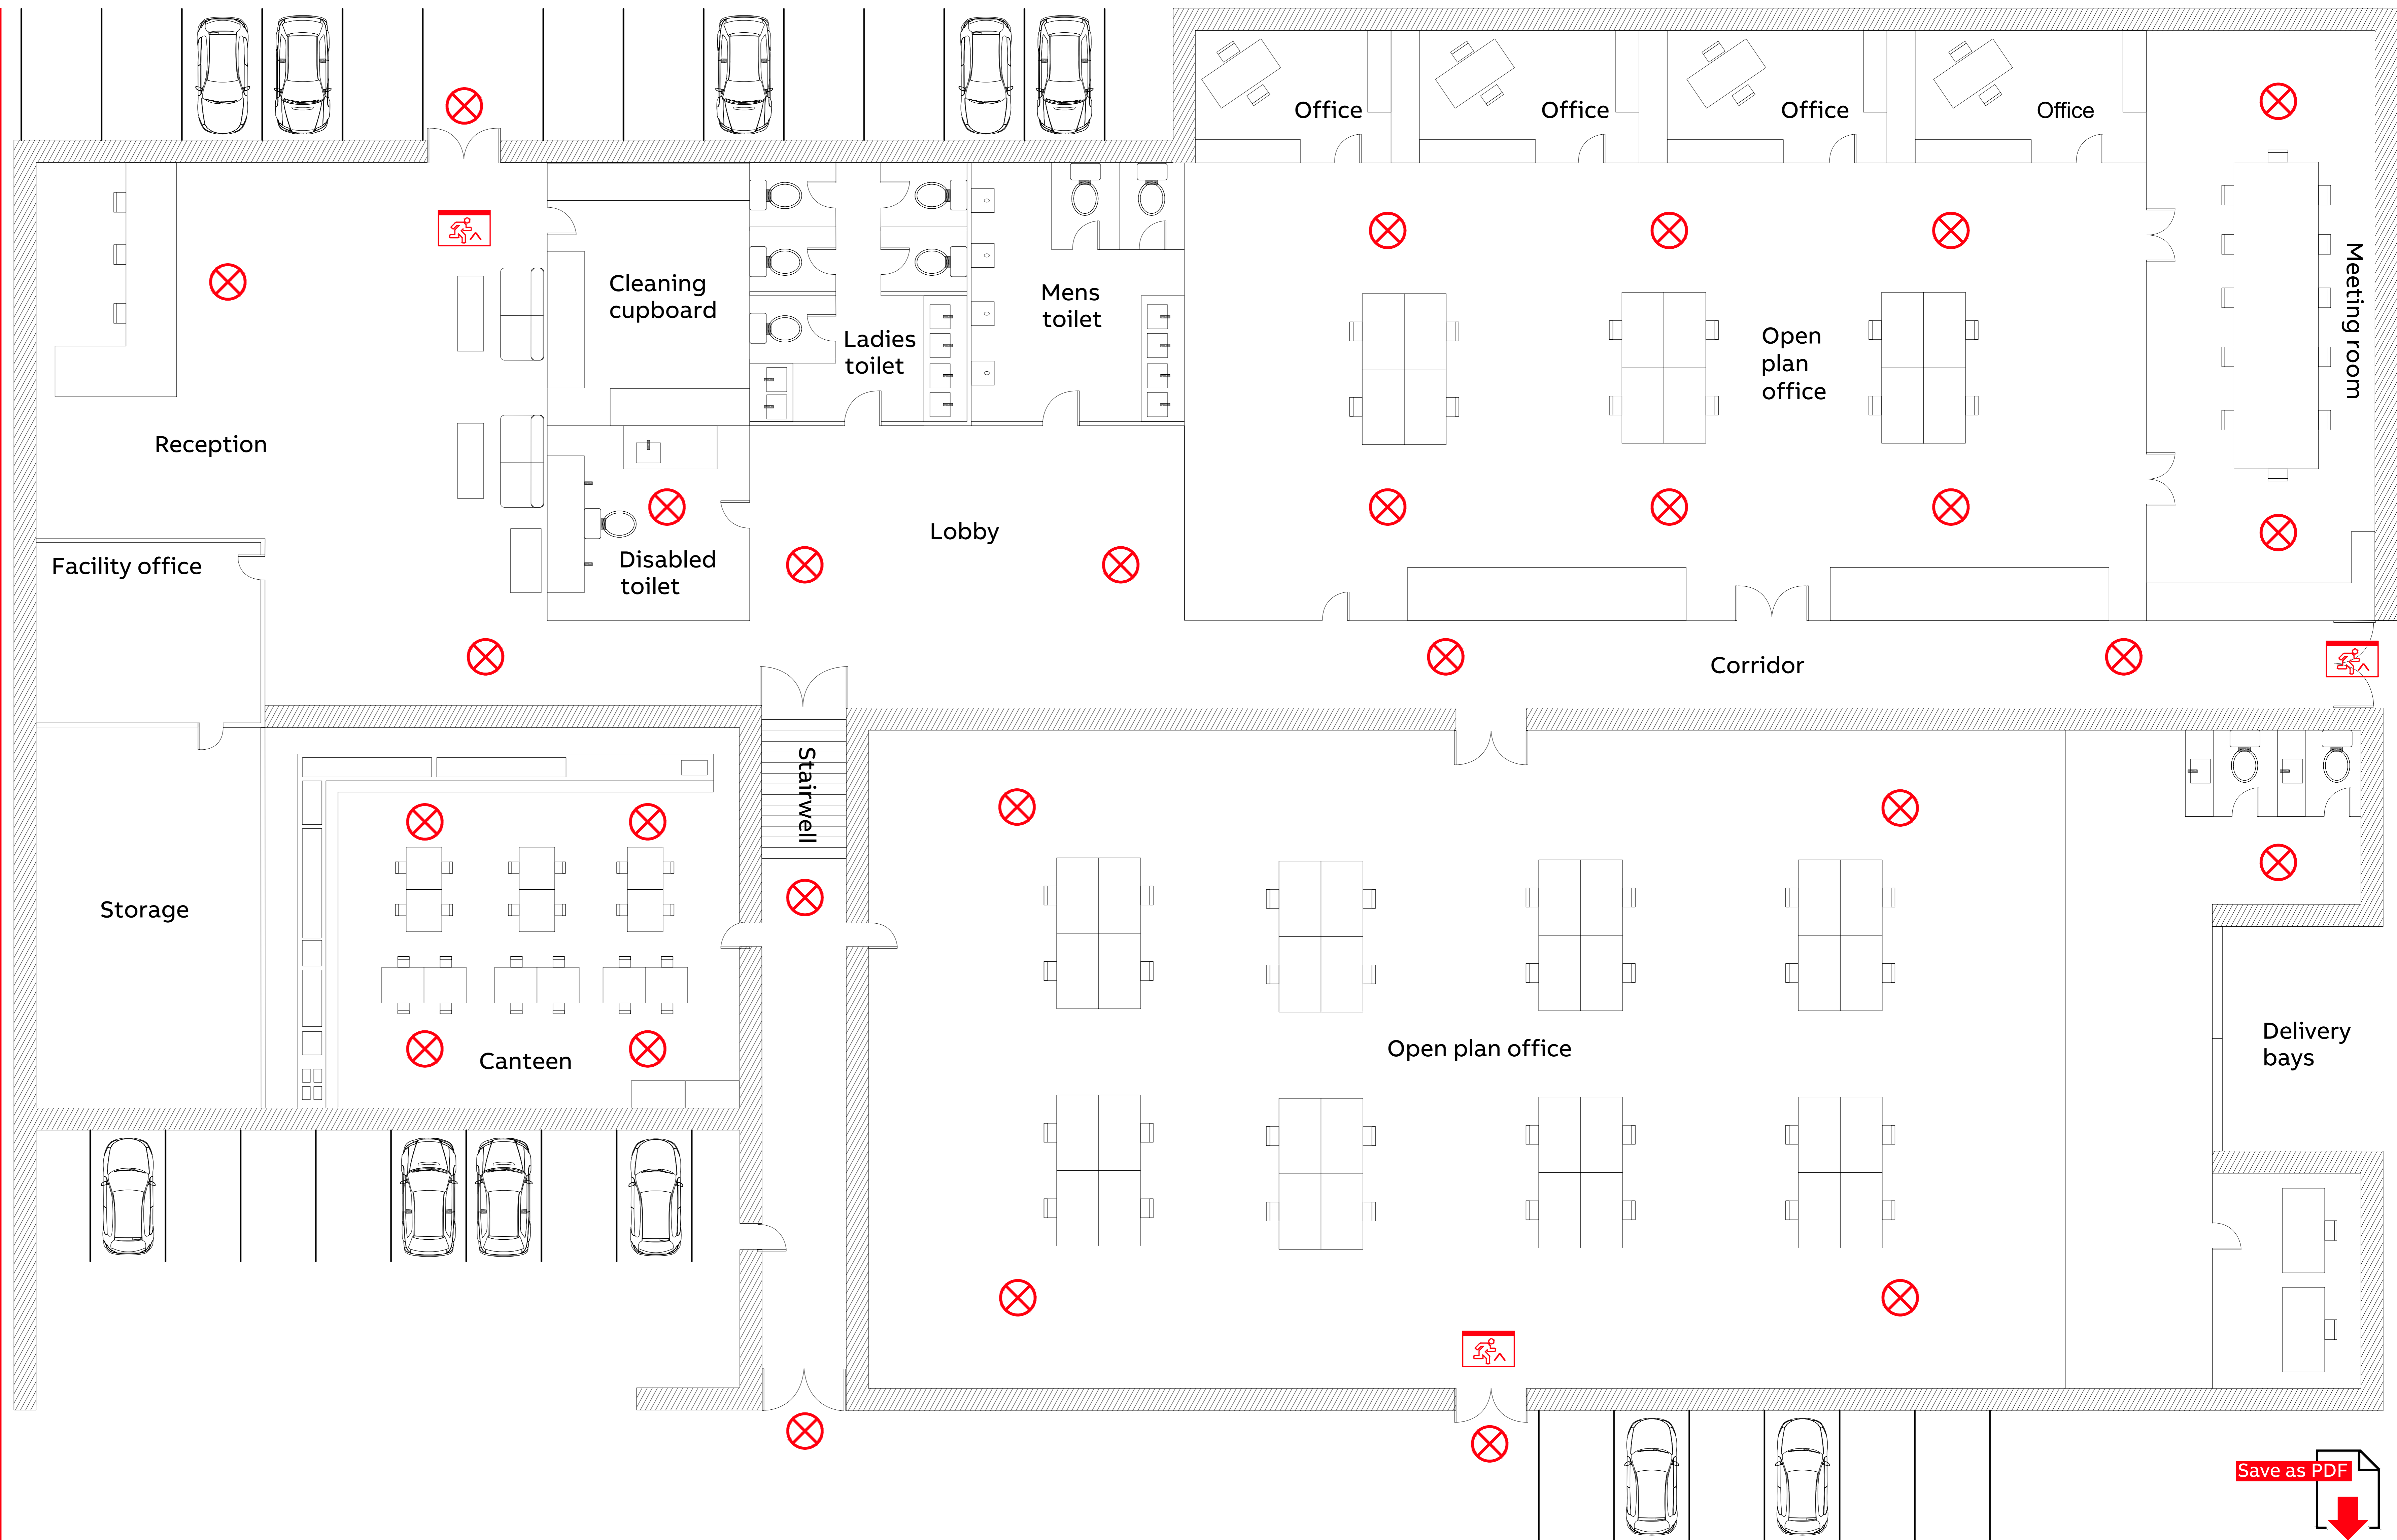 Office
Office
Office
Office
Meeting room
Cleaning
cupboard
Ladies
toilet
Mens
toilet
Open
plan
office
Reception
Lobby
Disabled
toilet
Facility office
Corridor
Stairwell
Storage
Canteen
Open plan office
Delivery
bays
Save as PDF